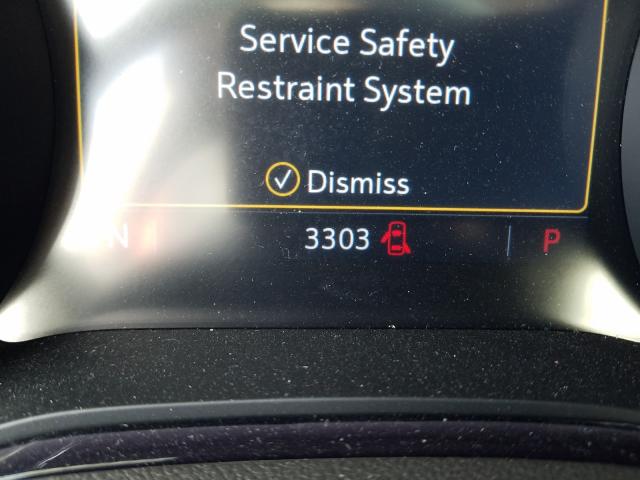 Service Safety
Restraint System
Dismiss
N 3303 P